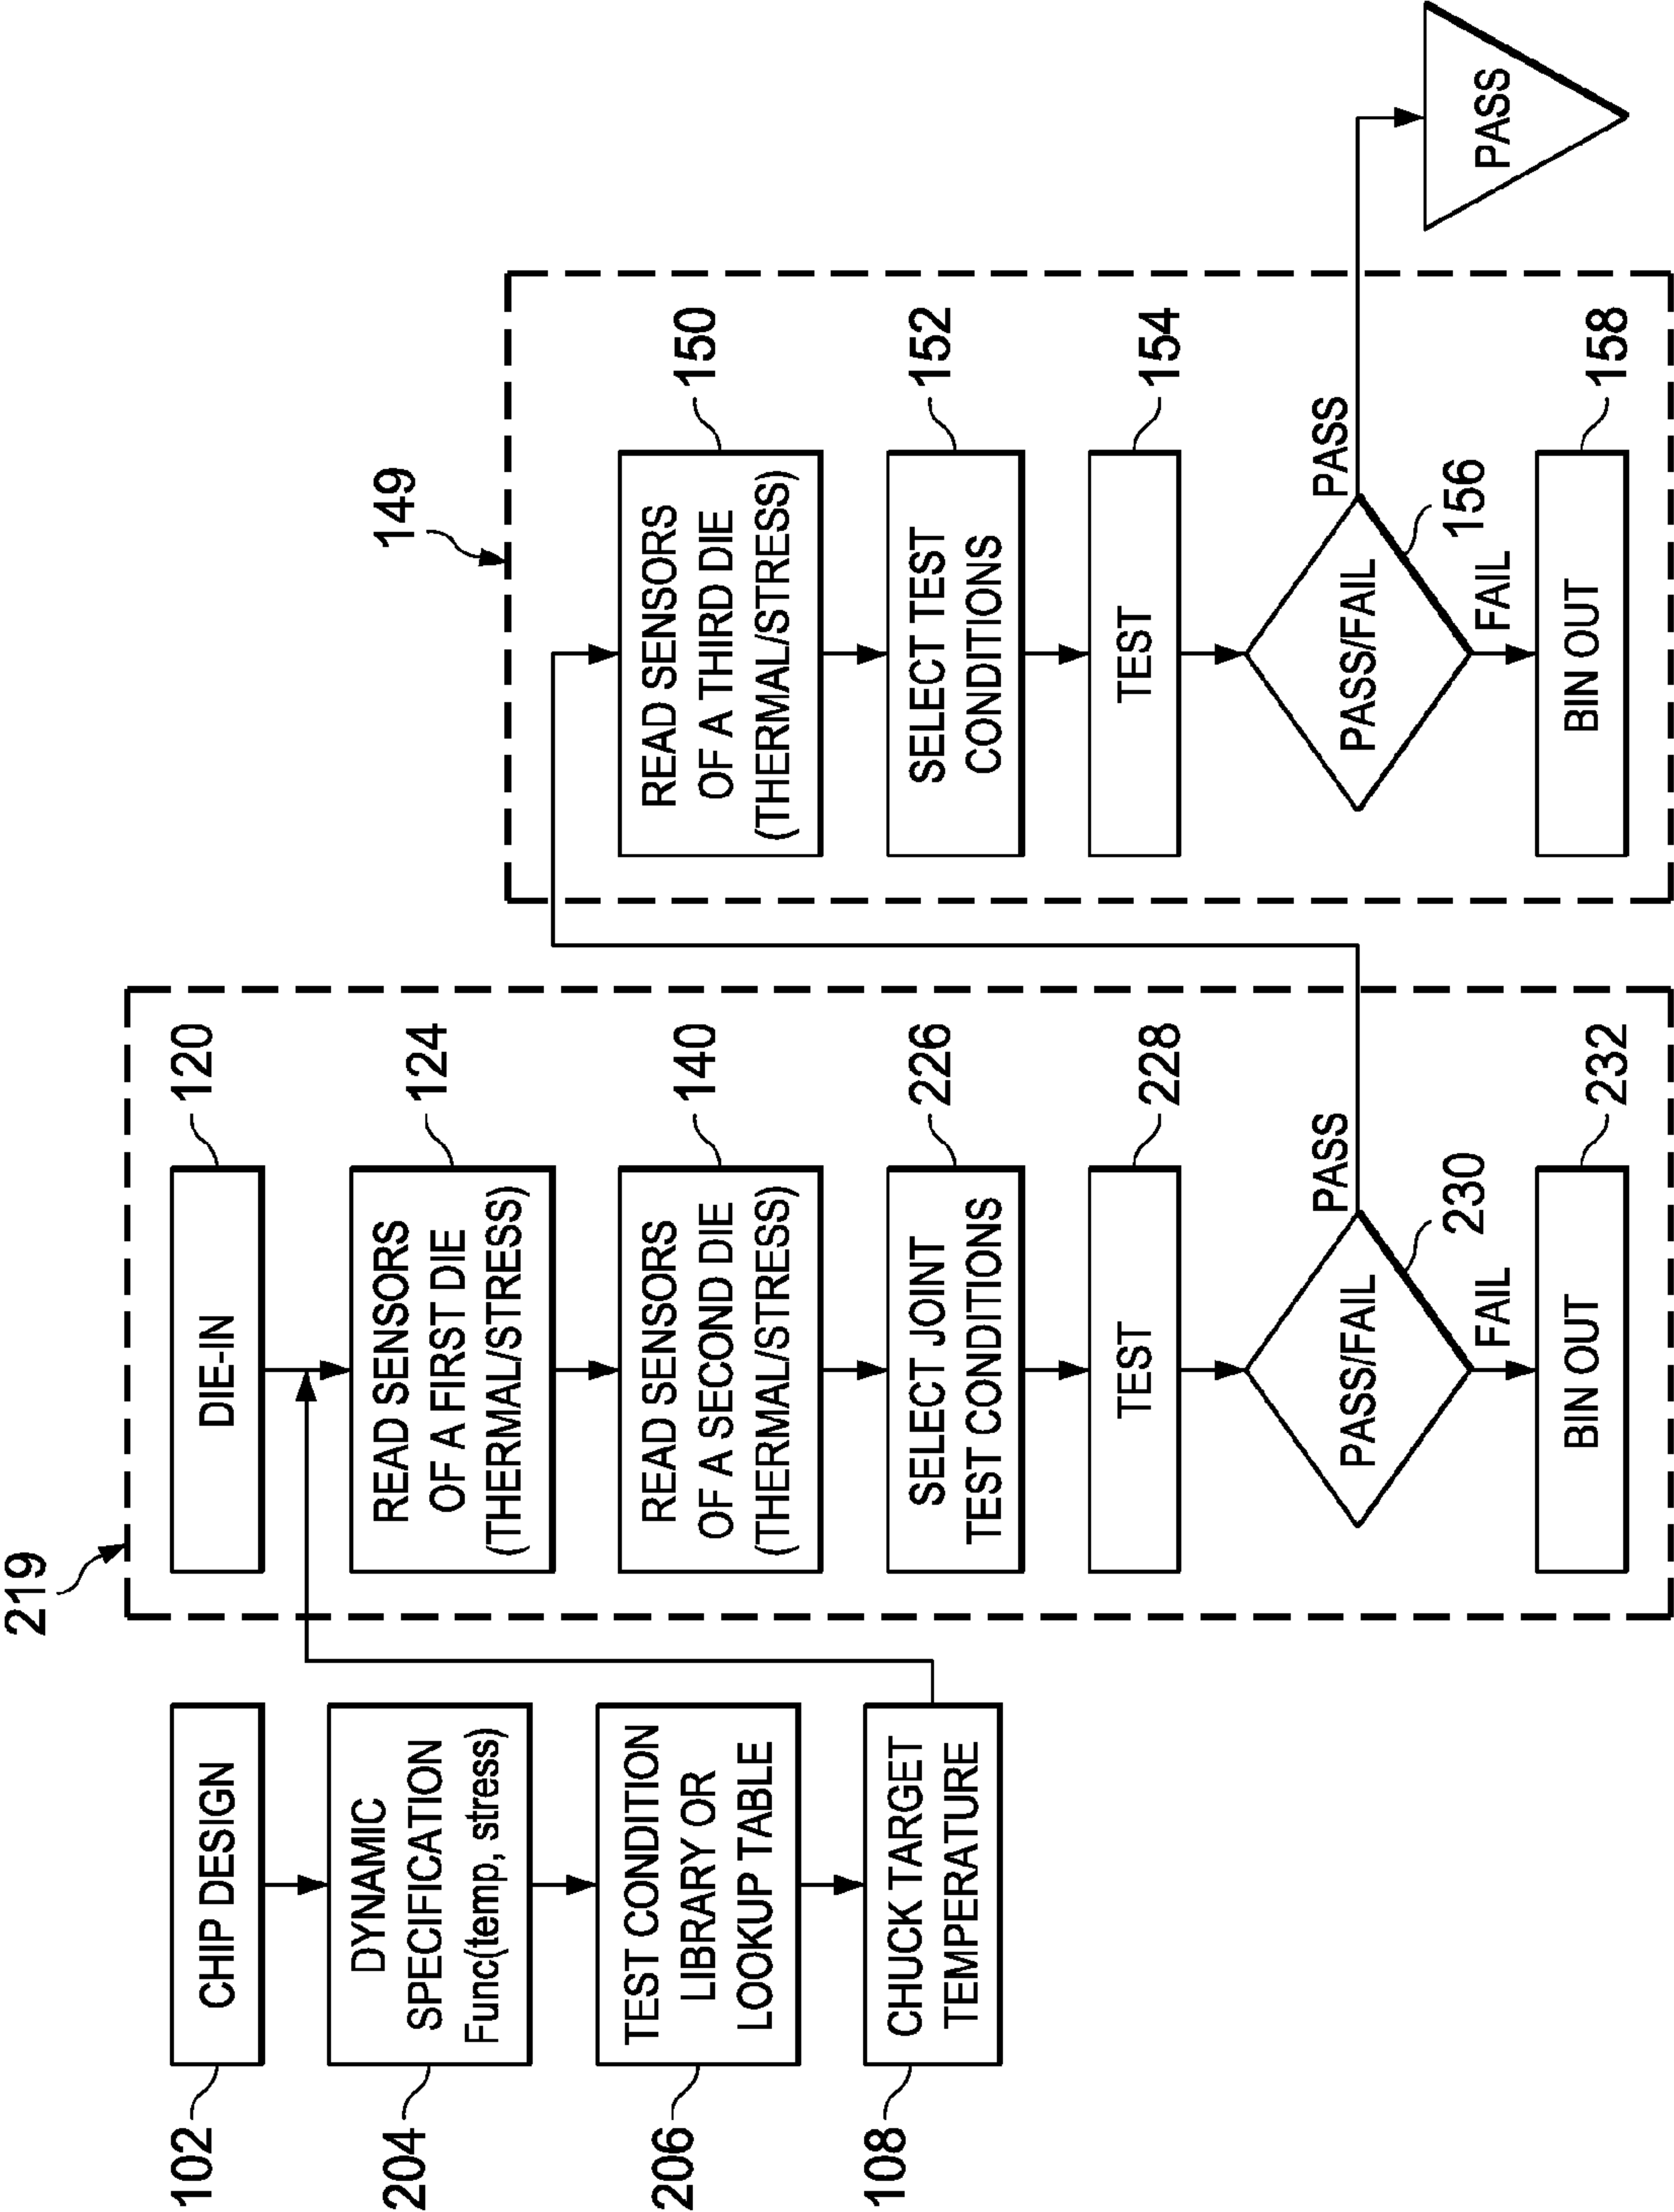 102
CHIP DESIGN
204
DYNAMIC
SPECIFICATION
Func(temp, stress)
206
TEST CONDITION
LIBRARY OR
LOOKUP TABLE
108
CHUCK TARGET
TEMPERATURE
219
DIE-IN
120
READ SENSORS
OF A FIRST DIE
(THERMAL/STRESS)
124
READ SENSORS
OF A SECOND DIE
(THERMAL/STRESS)
140
SELECT JOINT
TEST CONDITIONS
226
TEST
228
PASS/FAIL
PASS
230
FAIL
BIN OUT
232
149
READ SENSORS
OF A THIRD DIE
(THERMAL/STRESS)
150
SELECT TEST
CONDITIONS
152
TEST
154
PASS/FAIL
PASS
156
FAIL
BIN OUT
158
PASS